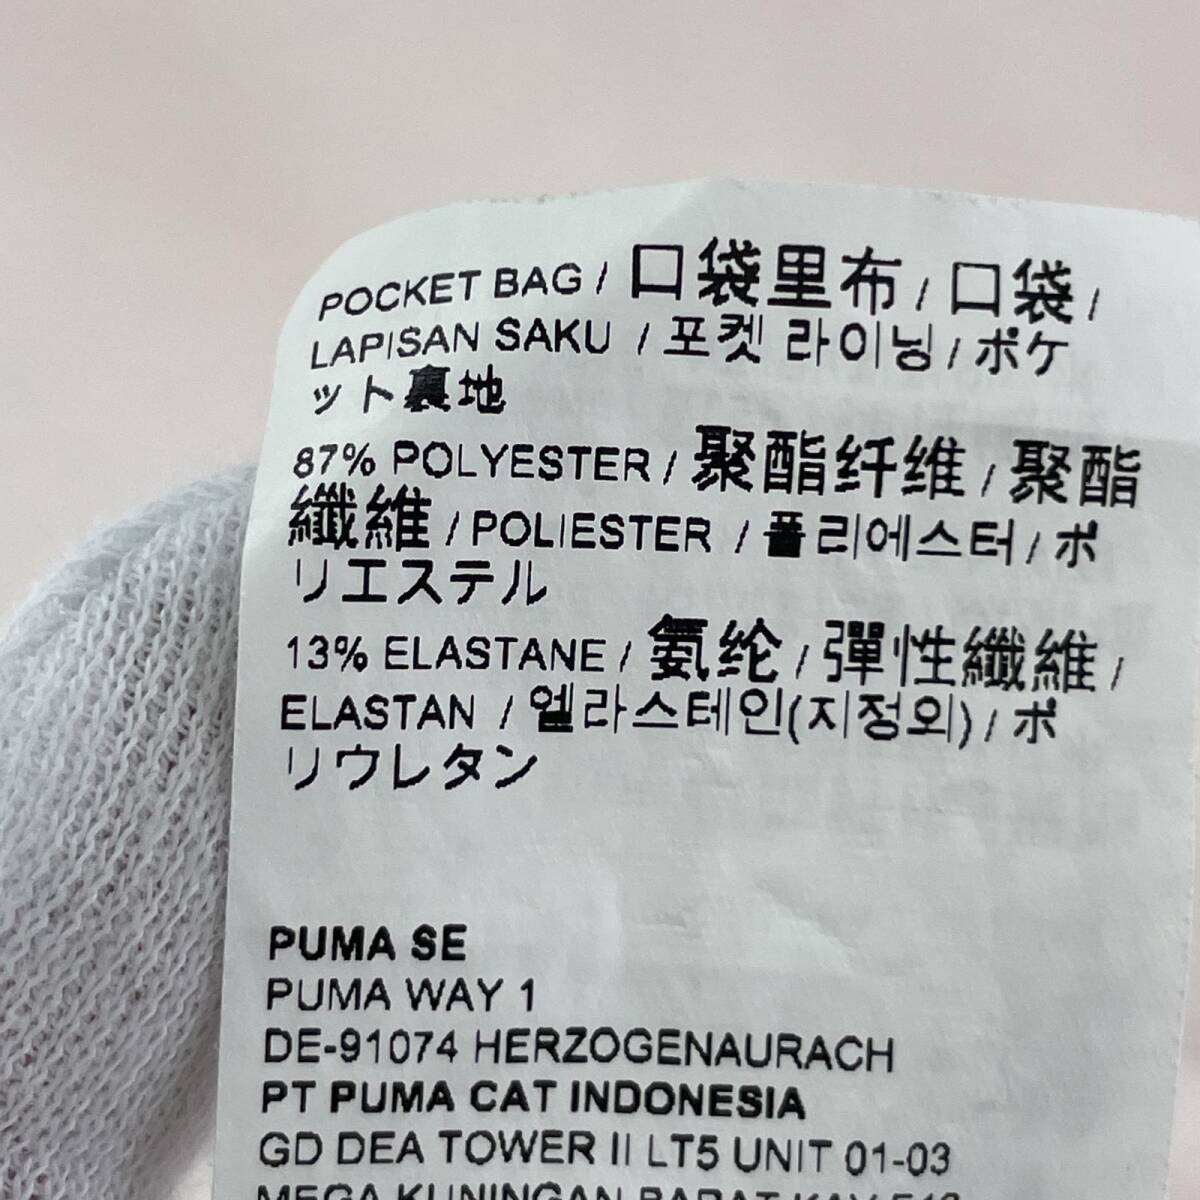 POCKET BAG / 口袋里布 / 口袋 /
LAPISAN SAKU / 포켓 라이닝 / ポケ
ット裏地
87% POLYESTER / 聚酯纤维 / 聚酯
纖維 / POLIESTER / 폴리에스터 / ポ
リエステル
13% ELASTANE / 氨纶 / 彈性纖維 /
ELASTAN / 엘라스테인(지정외) / ポ
リウレタン
PUMA SE
PUMA WAY 1
DE-91074 HERZOGENAURACH
PT PUMA CAT INDONESIA
GD DEA TOWER II LT5 UNIT 01-03
MEGA KUNINGAN BARAT KAV